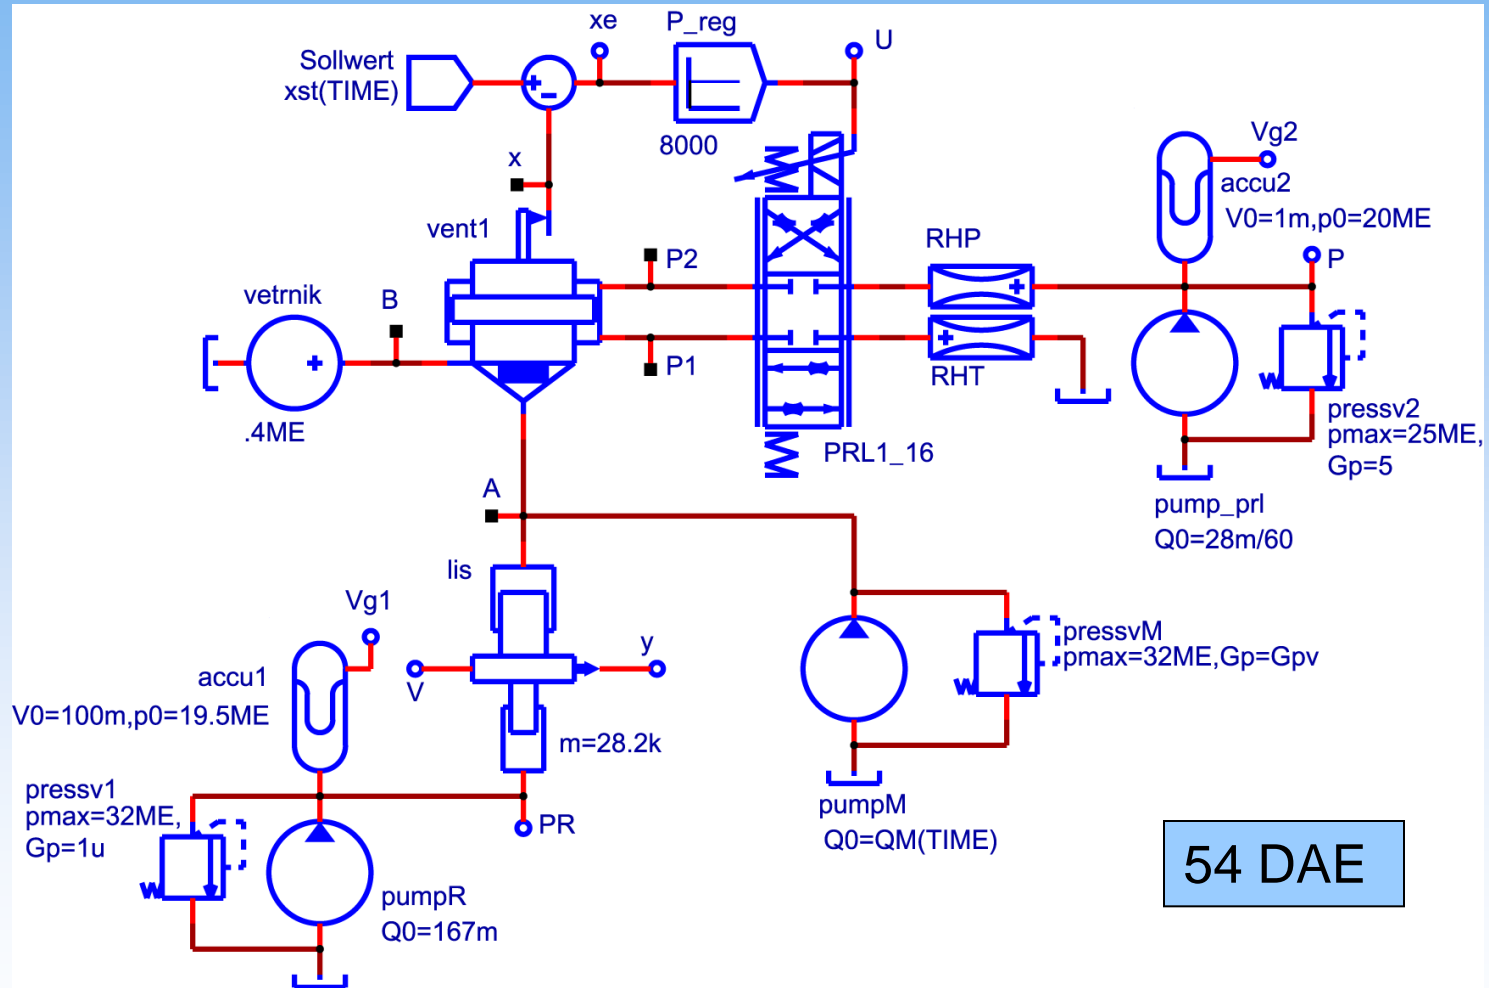 xe
P_reg
U
Sollwert
xst(TIME)
8000
x
vent1
Vg2
accu2
V0=1m,p0=20ME
RHP
P2
P
vetrnik
B
P1
RHT
.4ME
PRL1_16
pressv2
pmax=25ME,
Gp=5
pump_prl
Q0=28m/60
A
lis
Vg1
y
V
accu1
V0=100m,p0=19.5ME
pressvM
pmax=32ME,Gp=Gpv
m=28.2k
pressv1
pmax=32ME,
Gp=1u
PR
pumpM
Q0=QM(TIME)
pumpR
Q0=167m
54 DAE